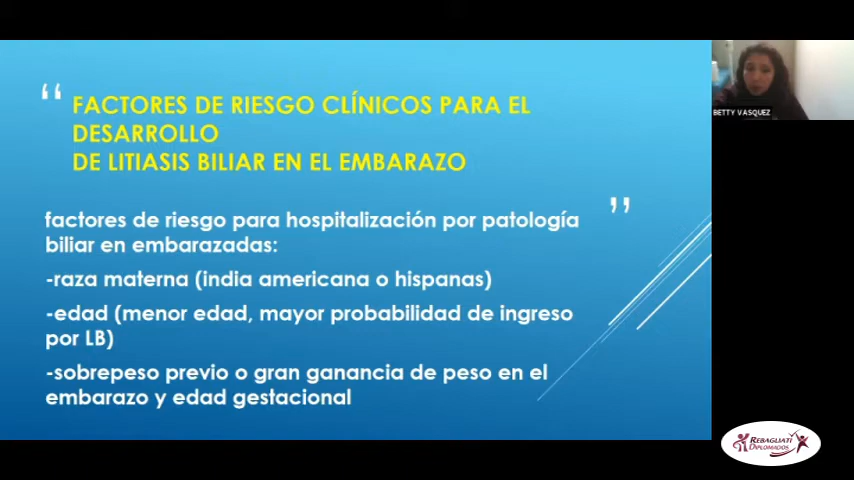 “
FACTORES DE RIESGO CLÍNICOS PARA EL
DESARROLLO
DE LITIASIS BILIAR EN EL EMBARAZO
”
factores de riesgo para hospitalización por patología
biliar en embarazadas:
-raza materna (india americana o hispanas)
-edad (menor edad, mayor probabilidad de ingreso
por LB)
-sobrepeso previo o gran ganancia de peso en el
embarazo y edad gestacional
BETTY VASQUEZ
REBAGLIATI
DIPLOMADOS